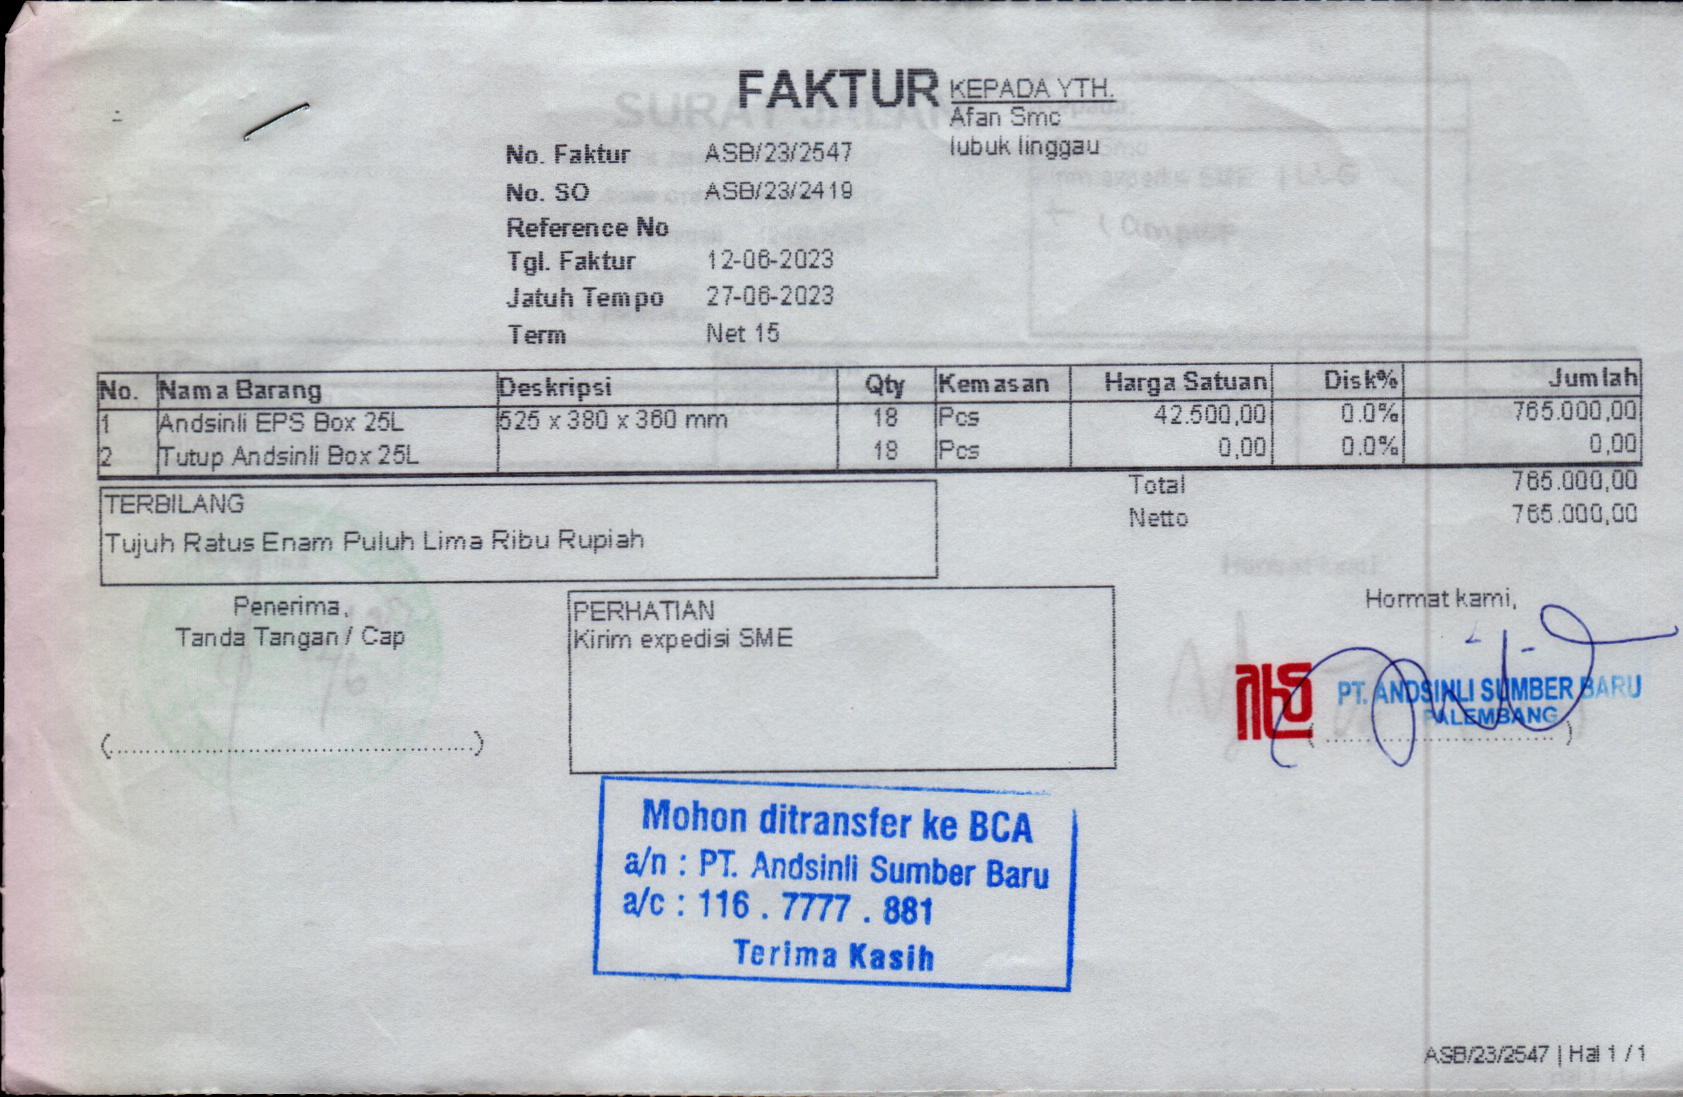 FAKTUR
KEPADA YTH.
Afan Smc
lubuk linggau
No. Faktur ASB/23/2547
No. SO ASB/23/2419
Reference No
Tgl. Faktur 12-06-2023
Jatuh Tempo 27-06-2023
Term Net 15
No. Nama Barang Deskripsi Qty Kemasan Harga Satuan Disk% Jumlah
1 Andsinli EPS Box 25L 525 x 380 x 360 mm 18 Pcs 42.500,00 0.0% 765.000,00
2 Tutup Andsinli Box 25L 18 Pcs 0,00 0.0% 0,00
Total 765.000,00
Netto 765.000,00
TERBILANG
Tujuh Ratus Enam Puluh Lima Ribu Rupiah
Penerima,
Tanda Tangan / Cap
PERHATIAN
Kirim expedisi SME
Hormat kami,
PT. ANDSINLI SUMBER BARU
PALEMBANG
Mohon ditransfer ke BCA
a/n : PT. Andsinli Sumber Baru
a/c : 116 . 7777 . 881
Terima Kasih
ASB/23/2547 | Hal 1 / 1